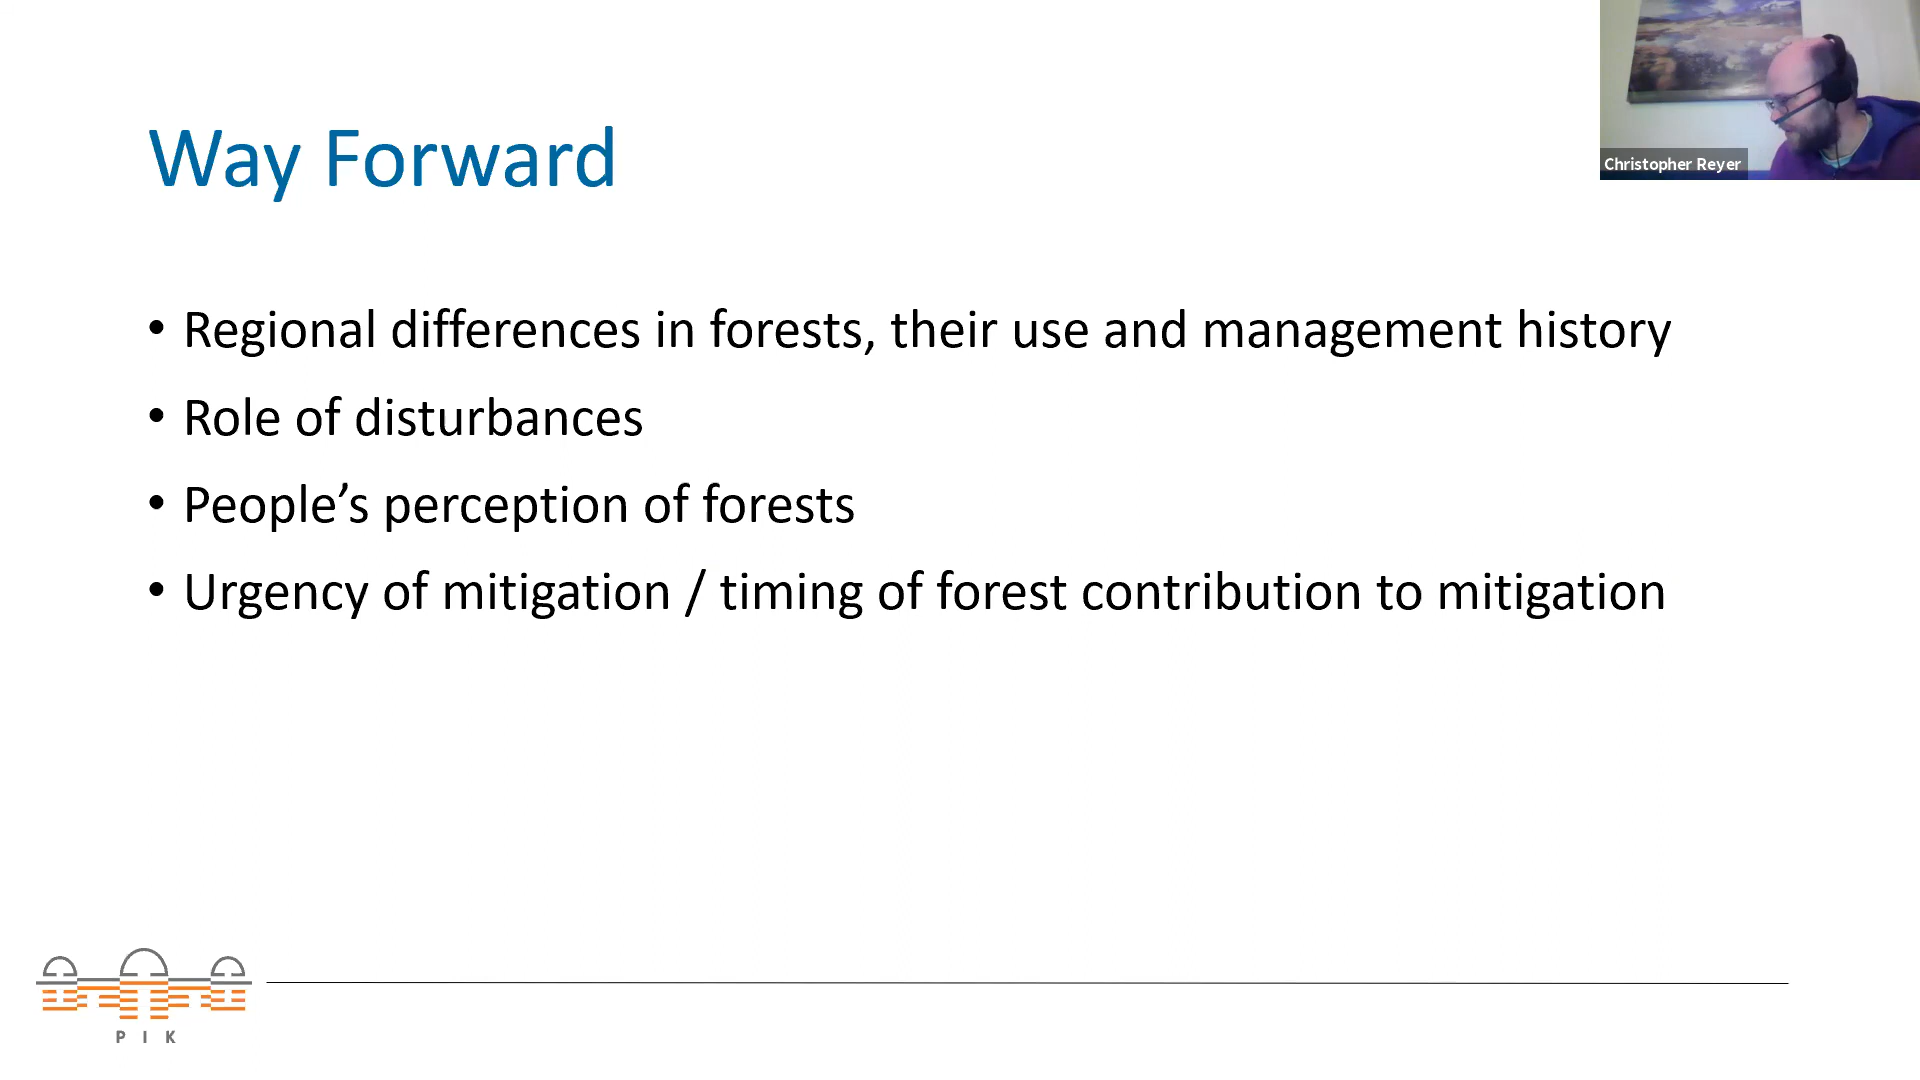 Christopher Reyer
Way Forward
• Regional differences in forests, their use and management history
• Role of disturbances
• People’s perception of forests
• Urgency of mitigation / timing of forest contribution to mitigation
P I K